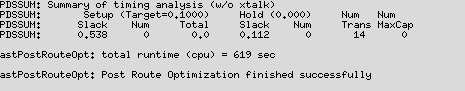 PDSSUM: Summary of timing analysis (w/o xtalk)
PDSSUM: Setup (Target=0.1000) Hold (0.000) Num Num
PDSSUM: Slack Num Total Slack Num Trans MaxCap
PDSSUM: 0.538 0 0.0 0.112 0 14 0
astPostRouteOpt: total runtime (cpu) = 619 sec
astPostRouteOpt: Post Route Optimization finished successfully